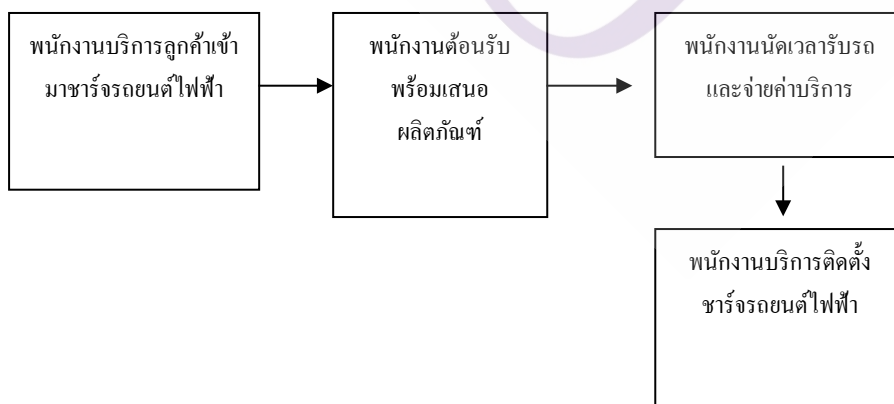 พนักงานบริการลูกค้าเข้า
มาชาร์จรถยนต์ไฟฟ้า
พนักงานต้อนรับ
พร้อมเสนอ
ผลิตภัณฑ์
พนักงานนัดเวลารับรถ
และจ่ายค่าบริการ
พนักงานบริการติดตั้ง
ชาร์จรถยนต์ไฟฟ้า